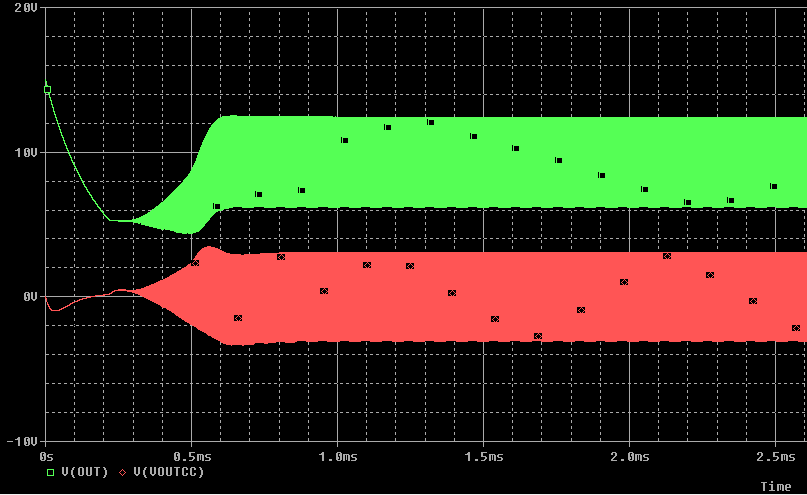 20V
10V
0V
-10V
0s 0.5ms 1.0ms 1.5ms 2.0ms 2.5ms
V(OUT) V(VOUTCC)
Time